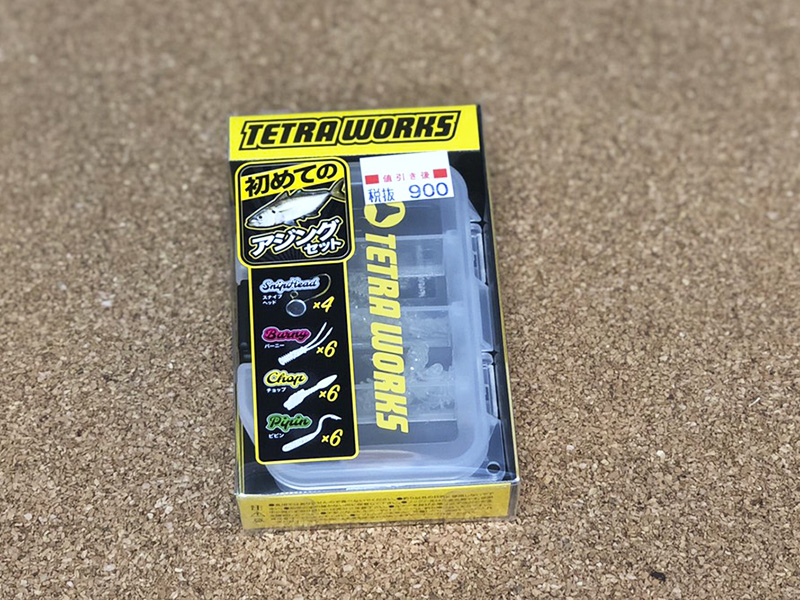 TETRA WORKS
値引き後
税抜 900
初めての
アジング
セット
SnipHead
スナイプ
ヘッド
×4
Burny
バーニー
×6
Chop
チョップ
×6
Pipin
ピピン
×6
TETRA WORKS